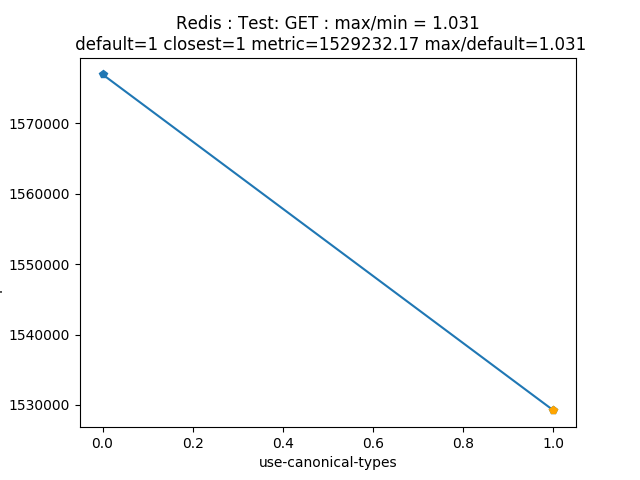 Redis : Test: GET : max/min = 1.031
default=1 closest=1 metric=1529232.17 max/default=1.031
1570000
1560000
1550000
1540000
1530000
0.0 0.2 0.4 0.6 0.8 1.0
use-canonical-types